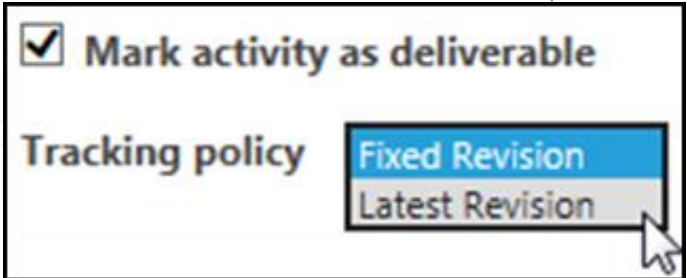 Mark activity as deliverable
Tracking policy
Fixed Revision
Latest Revision